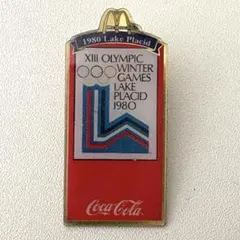 1980 Lake Placid
XIII OLYMPIC
WINTER
GAMES
LAKE
PLACID
1980
Coca-Cola